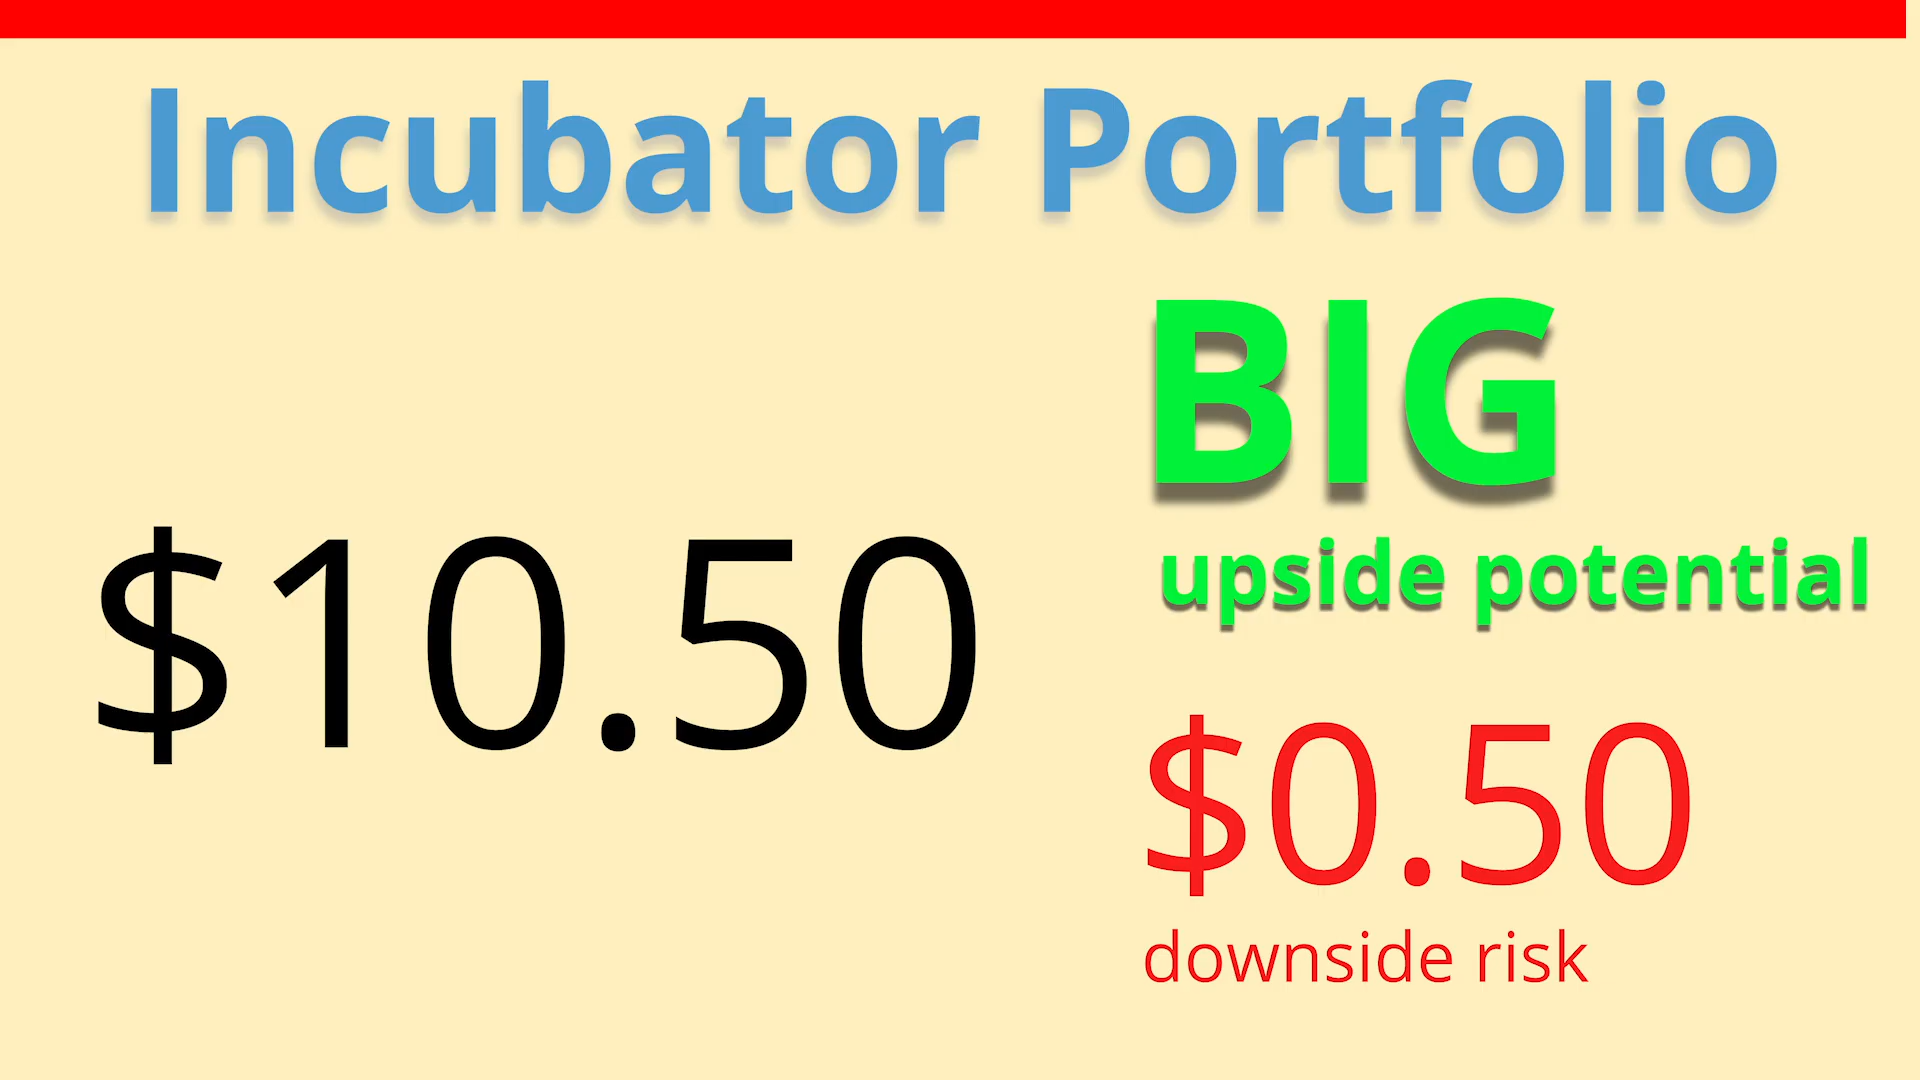 Incubator Portfolio
$10.50
BIG
upside potential
$0.50
downside risk